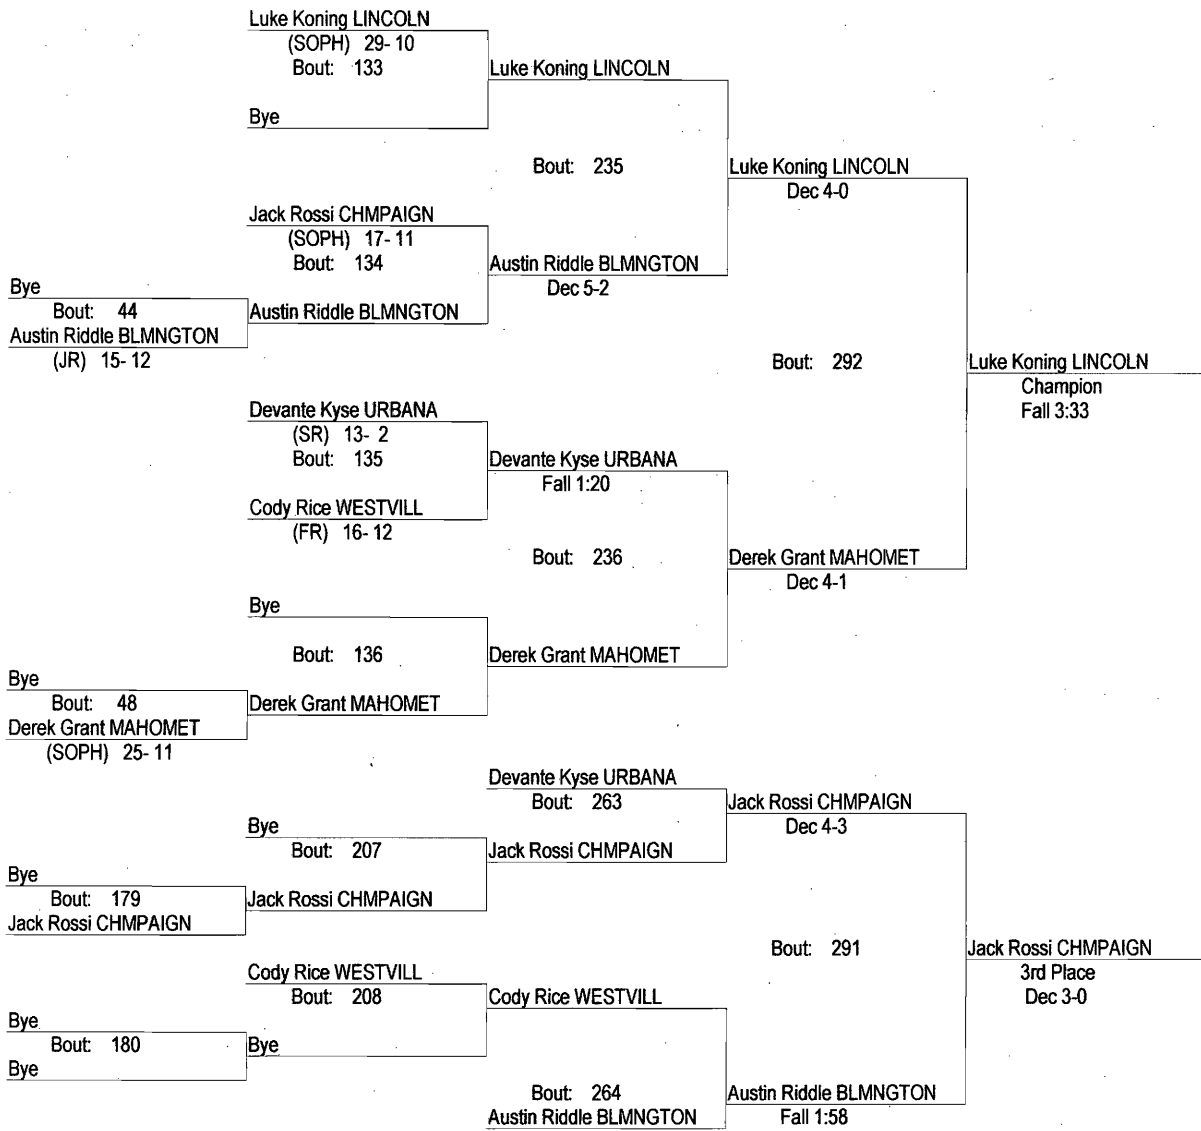 Luke Koning LINCOLN
(SOPH) 29- 10
Bout: 133
Luke Koning LINCOLN
Bye
Bout: 235
Luke Koning LINCOLN
Dec 4-0
Jack Rossi CHMPAIGN
(SOPH) 17- 11
Bout: 134
Austin Riddle BLMNGTON
Dec 5-2
Bye
Bout: 44
Austin Riddle BLMNGTON
Austin Riddle BLMNGTON
(JR) 15- 12
Bout: 292
Luke Koning LINCOLN
Champion
Fall 3:33
Devante Kyse URBANA
(SR) 13- 2
Bout: 135
Devante Kyse URBANA
Fall 1:20
Cody Rice WESTVILL
(FR) 16- 12
Bout: 236
Derek Grant MAHOMET
Dec 4-1
Bye
Bout: 136
Derek Grant MAHOMET
Bye
Bout: 48
Derek Grant MAHOMET
Derek Grant MAHOMET
(SOPH) 25- 11
Devante Kyse URBANA
Bout: 263
Jack Rossi CHMPAIGN
Dec 4-3
Bye
Bout: 207
Jack Rossi CHMPAIGN
Bye
Bout: 179
Jack Rossi CHMPAIGN
Jack Rossi CHMPAIGN
Bout: 291
Jack Rossi CHMPAIGN
3rd Place
Dec 3-0
Cody Rice WESTVILL
Bout: 208
Cody Rice WESTVILL
Bye
Bout: 180
Bye
Bye
Bout: 264
Austin Riddle BLMNGTON
Austin Riddle BLMNGTON
Fall 1:58